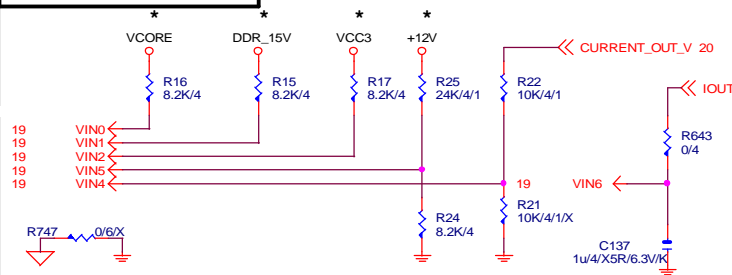 * * * *
VCORE DDR_15V VCC3 +12V
CURRENT_OUT_V 20
R16 8.2K/4
R15 8.2K/4
R17 8.2K/4
R25 24K/4/1
R22 10K/4/1
IOUT
R643 0/4
19 VIN0
19 VIN1
19 VIN2
19 VIN5
19 VIN4
19
VIN6
R24 8.2K/4
R21 10K/4/1/X
R747 0/6/X
C137
1u/4/X5R/6.3V/K